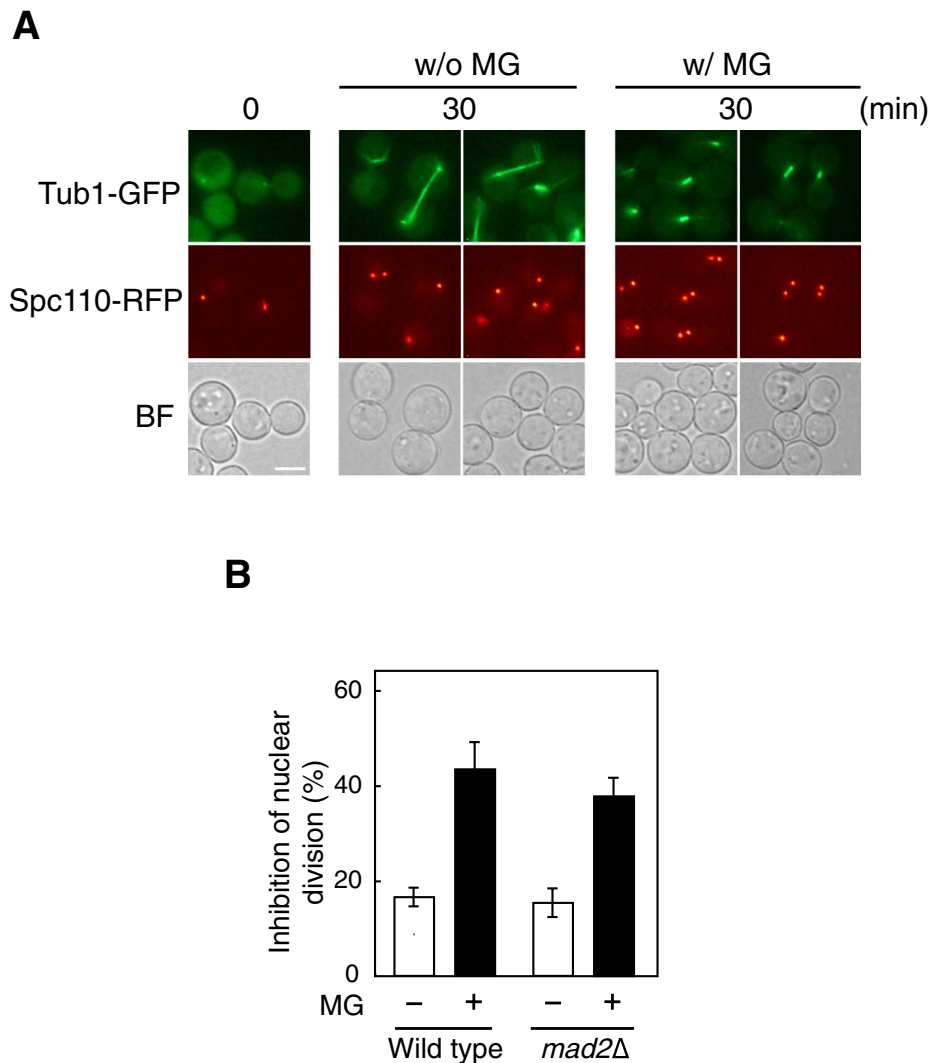 A
w/o MG
w/ MG
0
30
30
(min)
Tub1-GFP
Spc110-RFP
BF
B
Inhibition of nuclear
division (%)
60
40
20
0
MG
− + − +
Wild type
mad2Δ